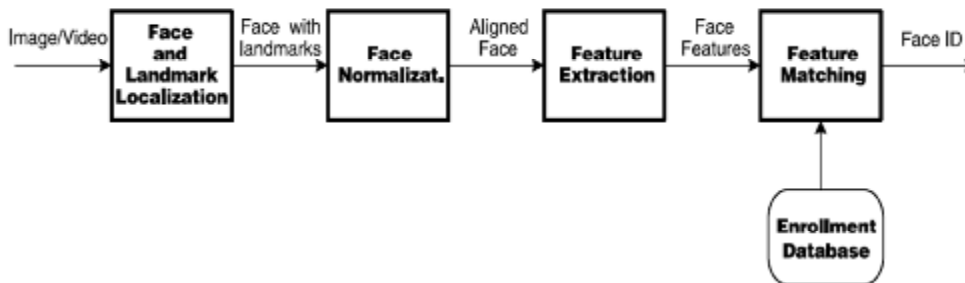 Image/Video
Face
and
Landmark
Localization
Face with
landmarks
Face
Normalizat.
Aligned
Face
Feature
Extraction
Face
Features
Feature
Matching
Face ID
Enrollment
Database